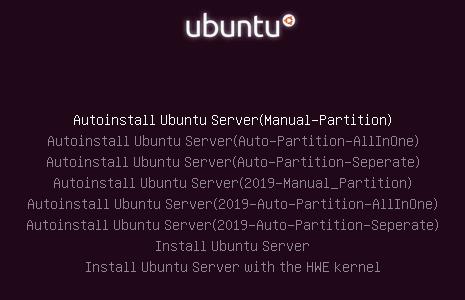 ubuntu
Autoinstall Ubuntu Server(Manual-Partition)
Autoinstall Ubuntu Server(Auto-Partition-AllInOne)
Autoinstall Ubuntu Server(Auto-Partition-Seperate)
Autoinstall Ubuntu Server(2019-Manual_Partition)
Autoinstall Ubuntu Server(2019-Auto-Partition-AllInOne)
Autoinstall Ubuntu Server(2019-Auto-Partition-Seperate)
Install Ubuntu Server
Install Ubuntu Server with the HWE kernel